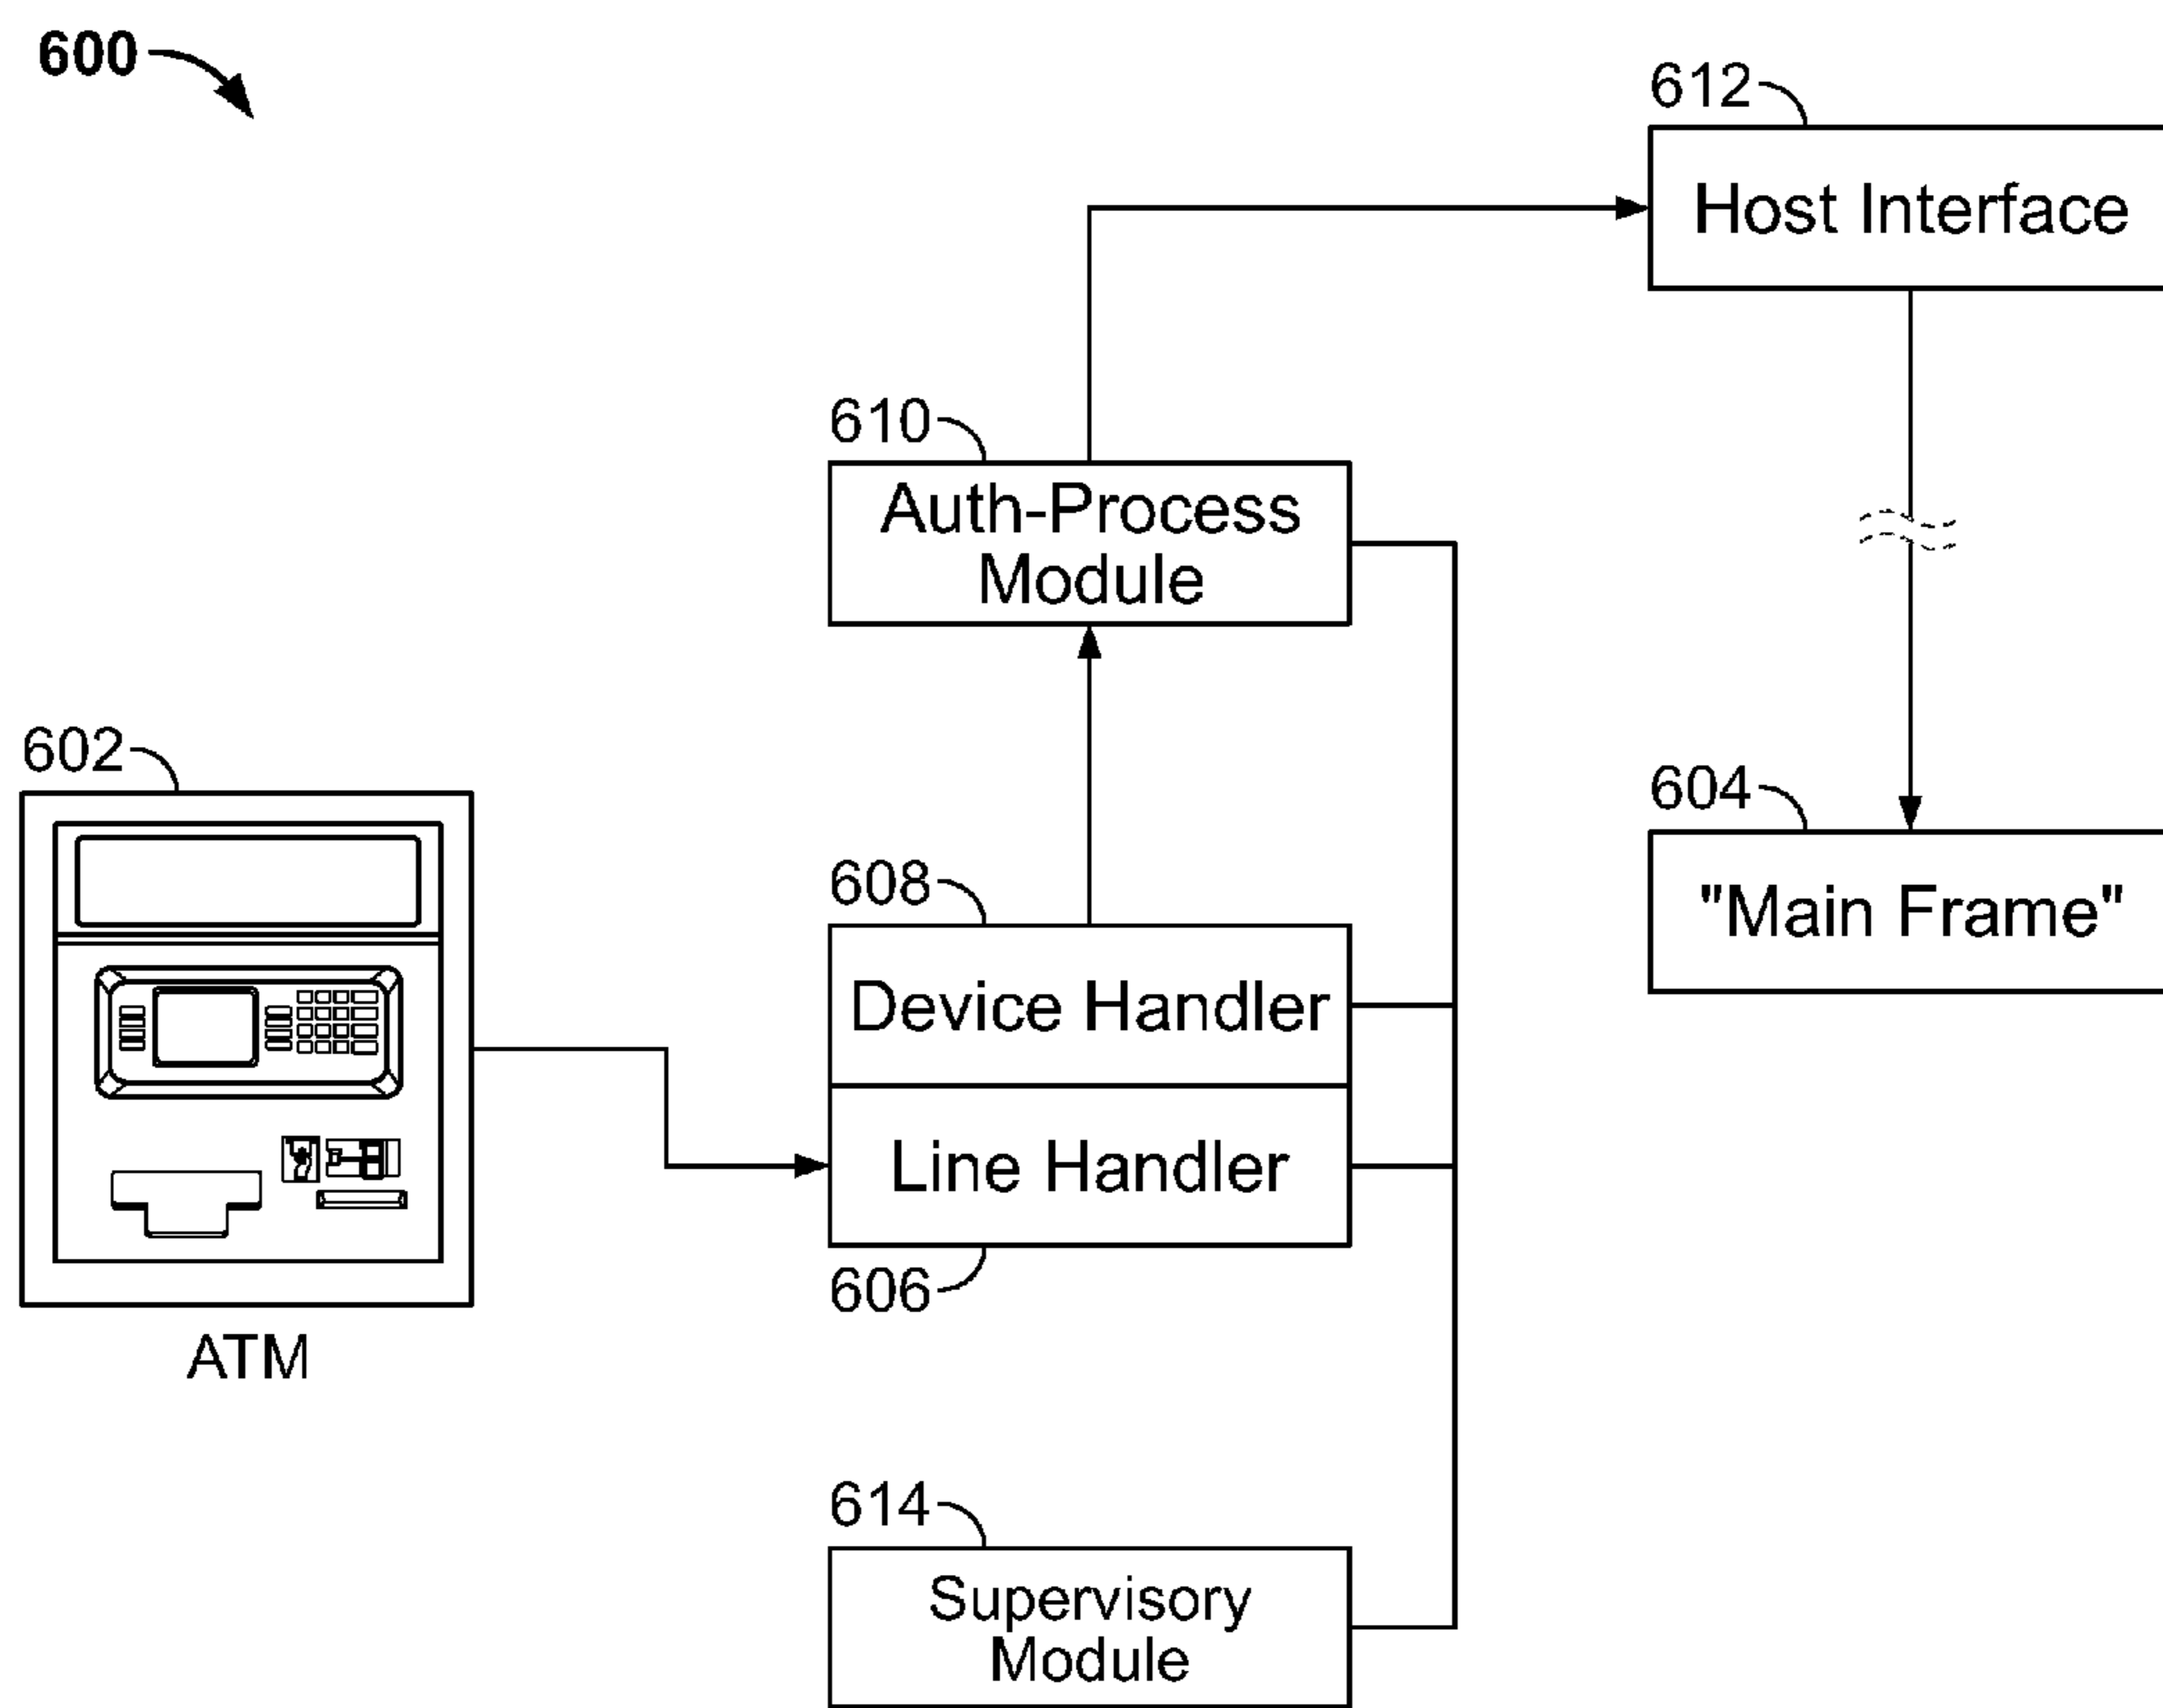 600
612
Host Interface
610
Auth-Process
Module
602
604
"Main Frame"
608
Device Handler
Line Handler
606
ATM
614
Supervisory
Module